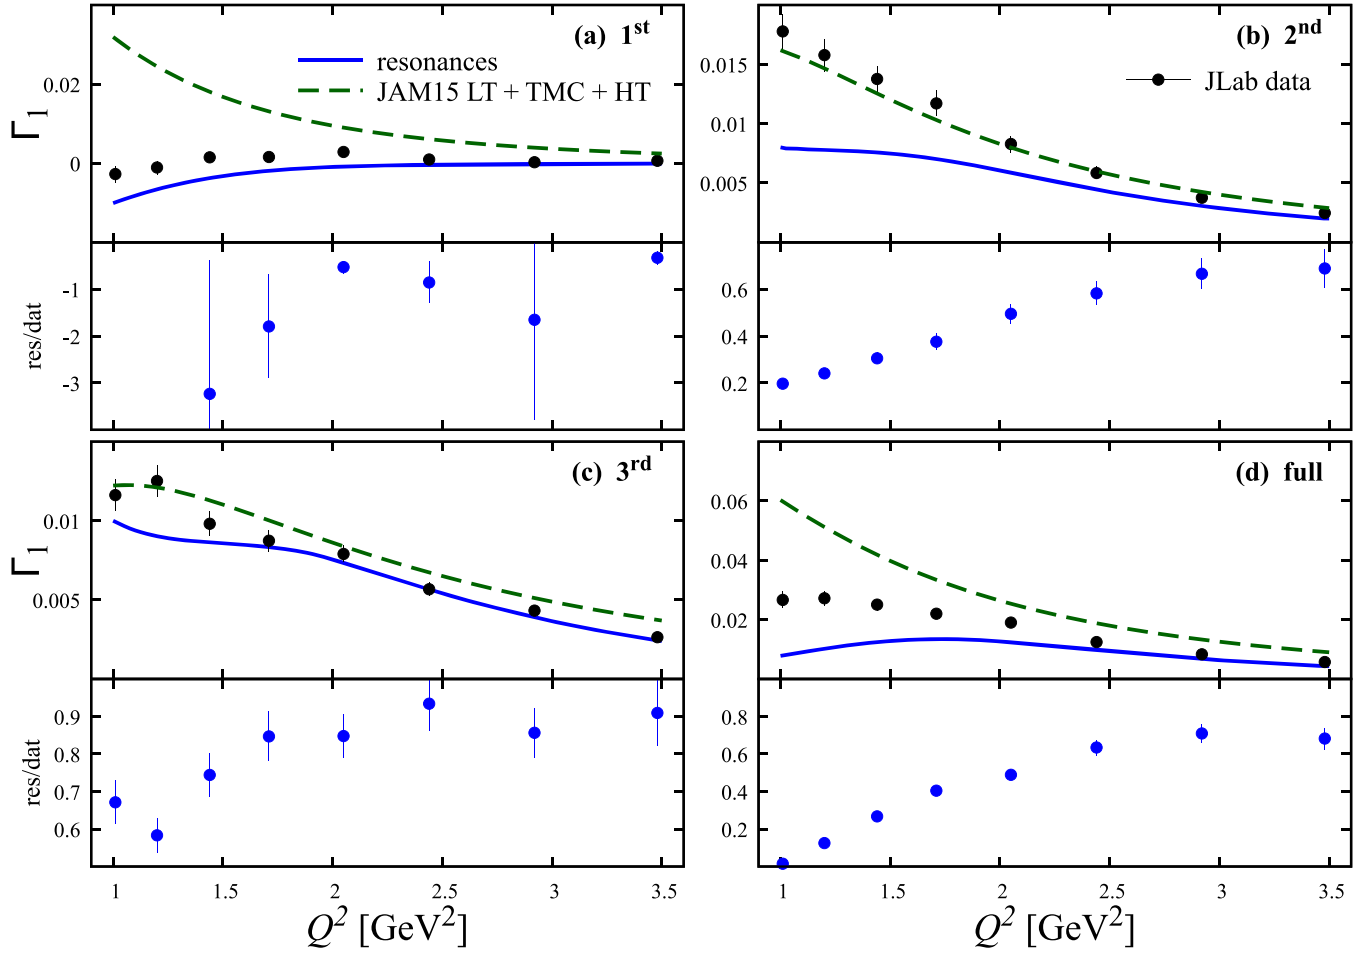 (a) 1st
resonances
JAM15 LT + TMC + HT
Γ1
0.02
0
(b) 2nd
JLab data
0.015
0.01
0.005
res/dat
-1
-2
-3
0.6
0.4
0.2
(c) 3rd
Γ1
0.01
0.005
(d) full
0.06
0.04
0.02
res/dat
0.9
0.8
0.7
0.6
0.8
0.6
0.4
0.2
1 1.5 2 2.5 3 3.5
1 1.5 2 2.5 3 3.5
Q² [GeV²]
Q² [GeV²]